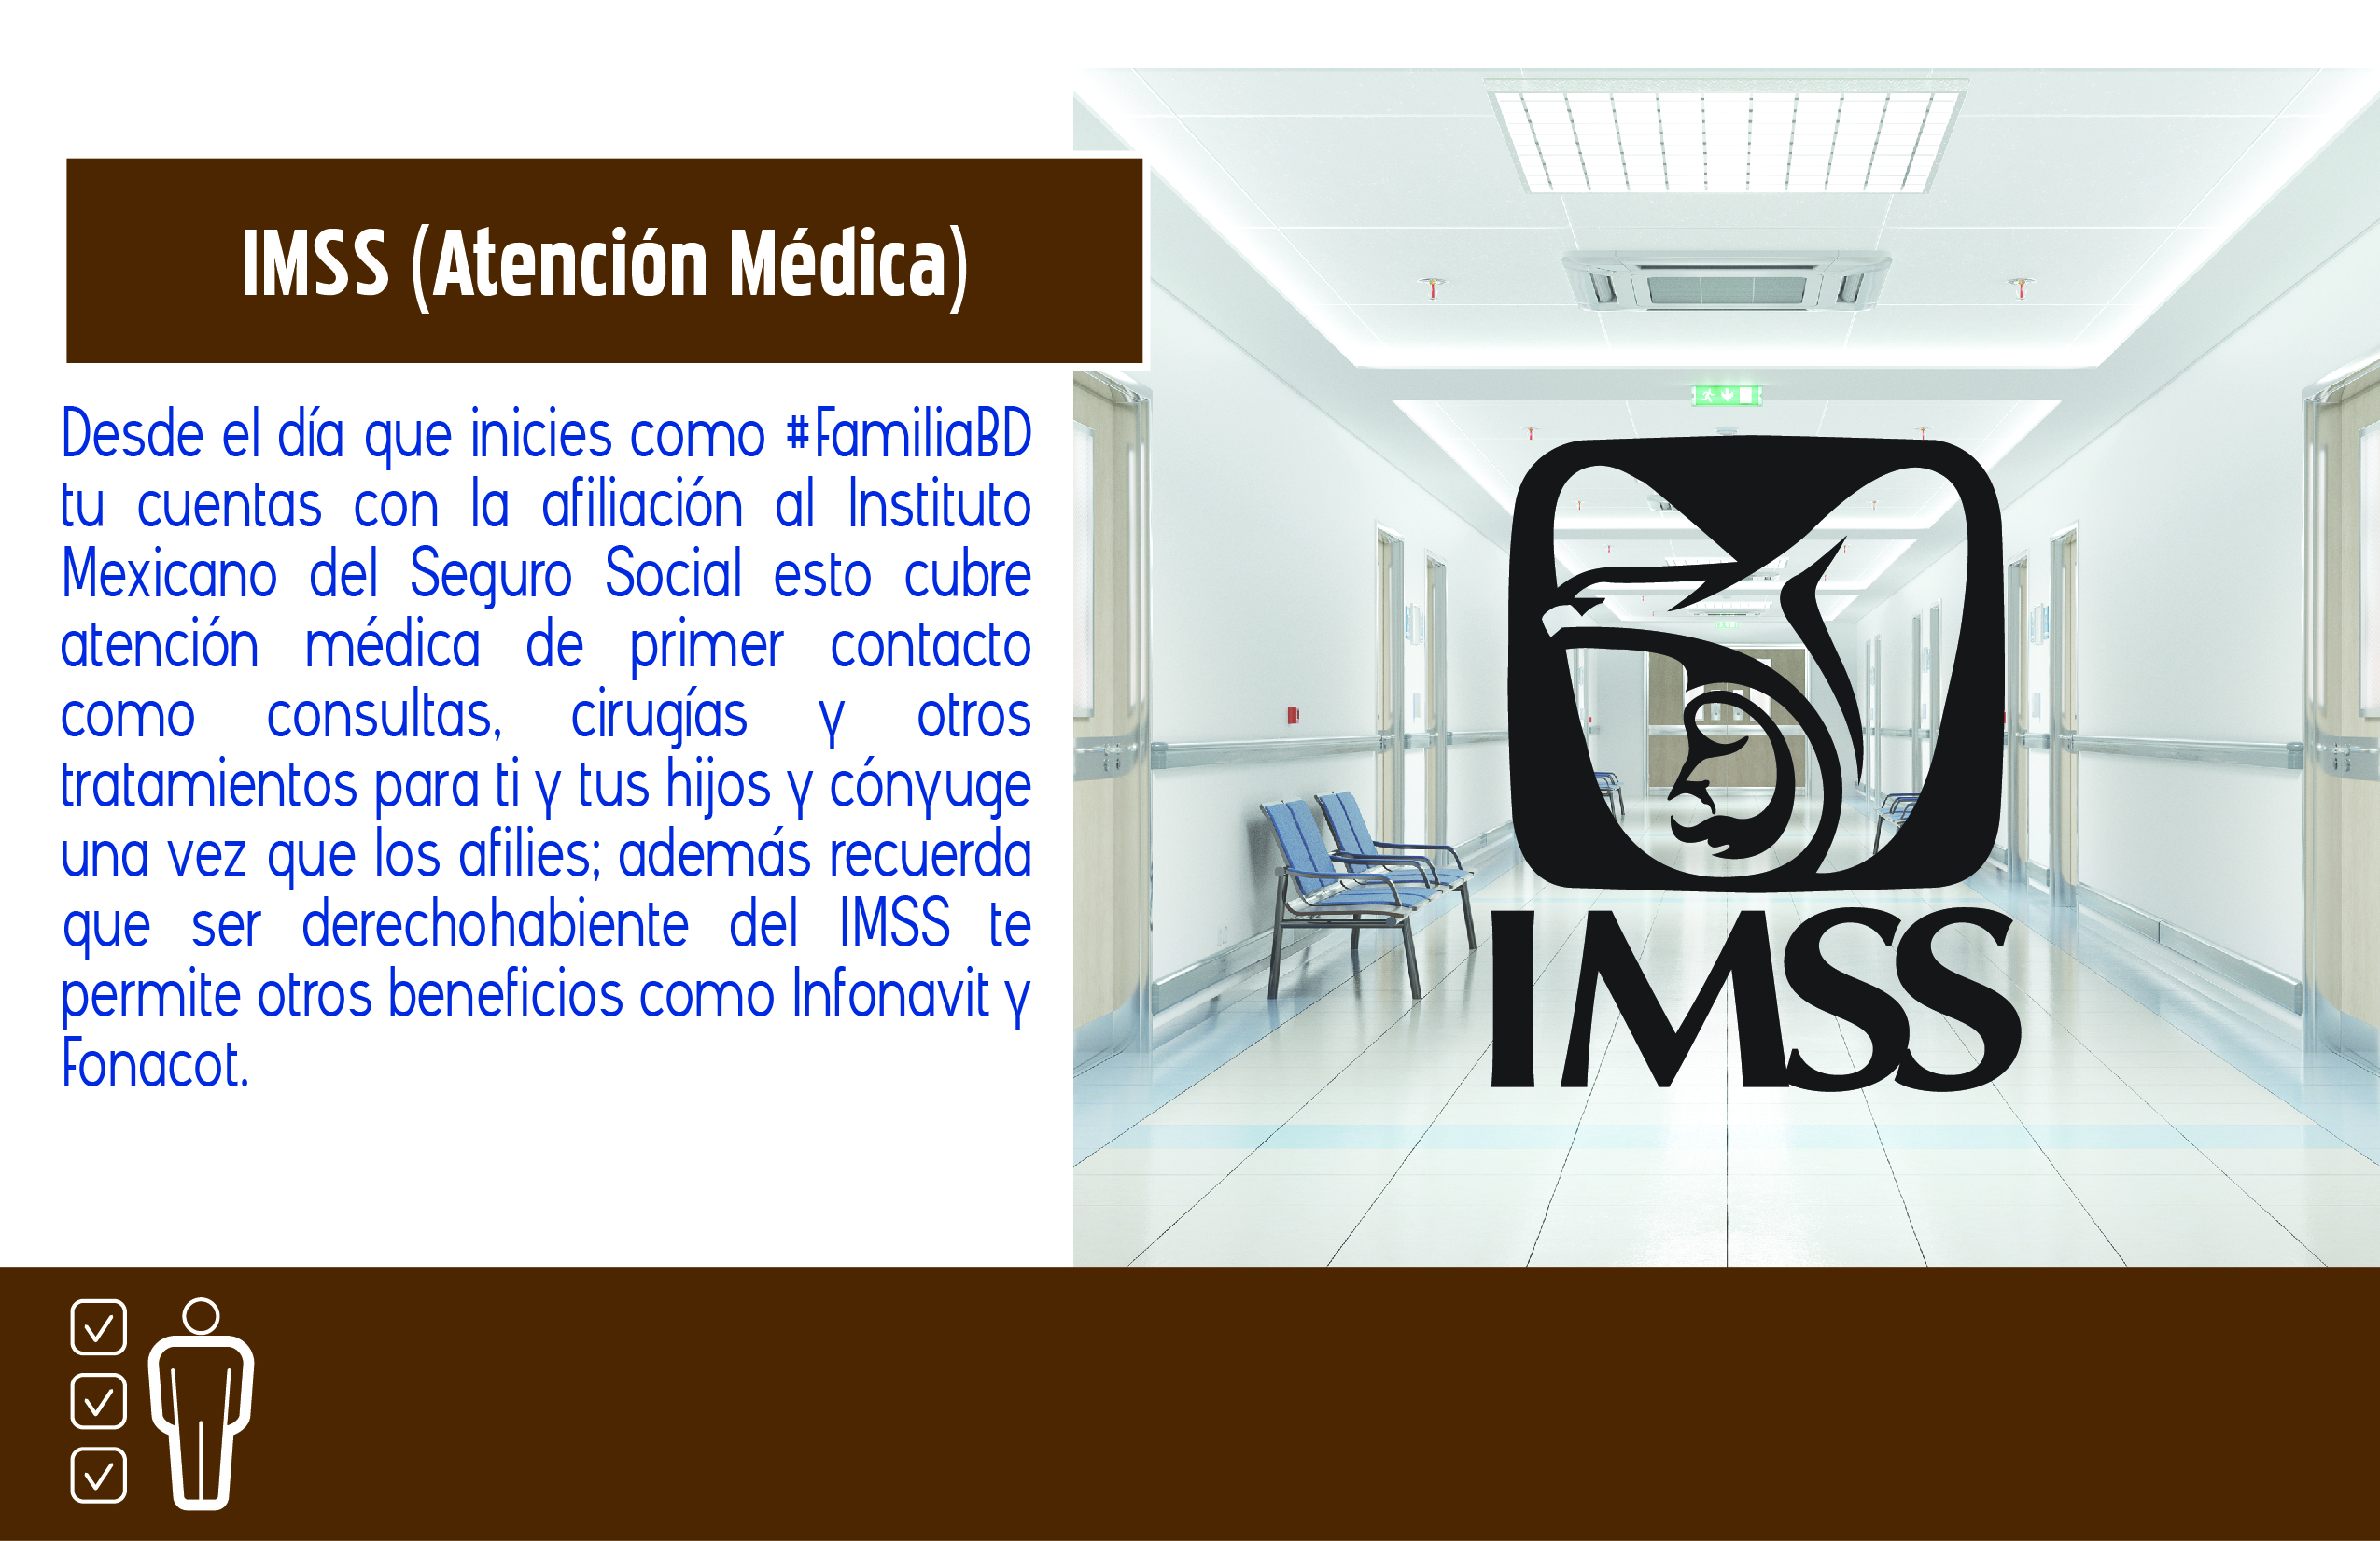 IMSS (Atención Médica)
Desde el día que inicies como #FamiliaBD
tu cuentas con la afiliación al Instituto
Mexicano del Seguro Social esto cubre
atención médica de primer contacto
como consultas, cirugías y otros
tratamientos para ti y tus hijos y cónyuge
una vez que los afilies; además recuerda
que ser derechohabiente del IMSS te
permite otros beneficios como Infonavit y
Fonacot.
IMSS